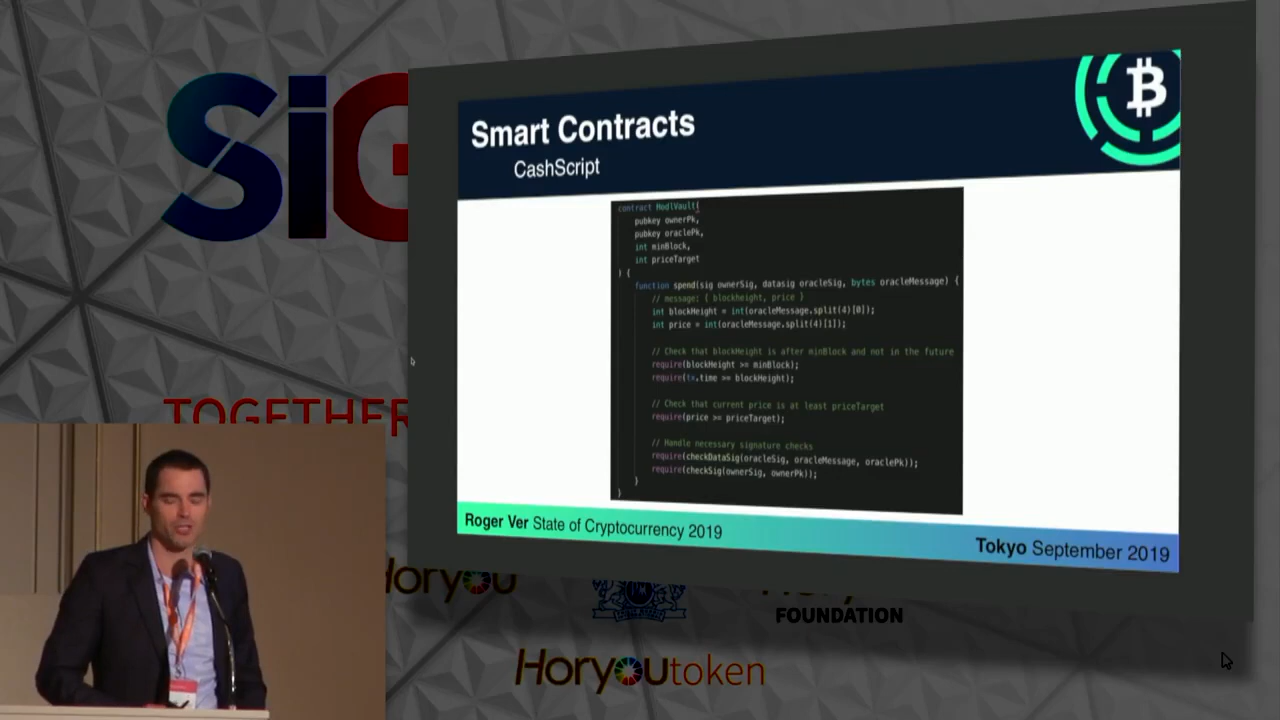 SiG
TOGETHER
Smart Contracts
CashScript
contract HodlVault(
pubkey ownerPk,
pubkey oraclePk,
int minBlock,
int priceTarget
) {
function spend(sig ownerSig, datasig oracleSig, bytes oracleMessage) {
// message: { blockheight, price }
int blockHeight = int(oracleMessage.split(4)[0]);
int price = int(oracleMessage.split(4)[1]);
// Check that blockHeight is after minBlock and not in the future
require(blockHeight >= minBlock);
require(tx.time >= blockHeight);
// Check that current price is at least priceTarget
require(price >= priceTarget);
// Handle necessary signature checks
require(checkDataSig(oracleSig, oracleMessage, oraclePk));
require(checkSig(ownerSig, ownerPk));
}
}
Roger Ver State of Cryptocurrency 2019
Tokyo September 2019
Horyou
FOUNDATION
Horyoutoken